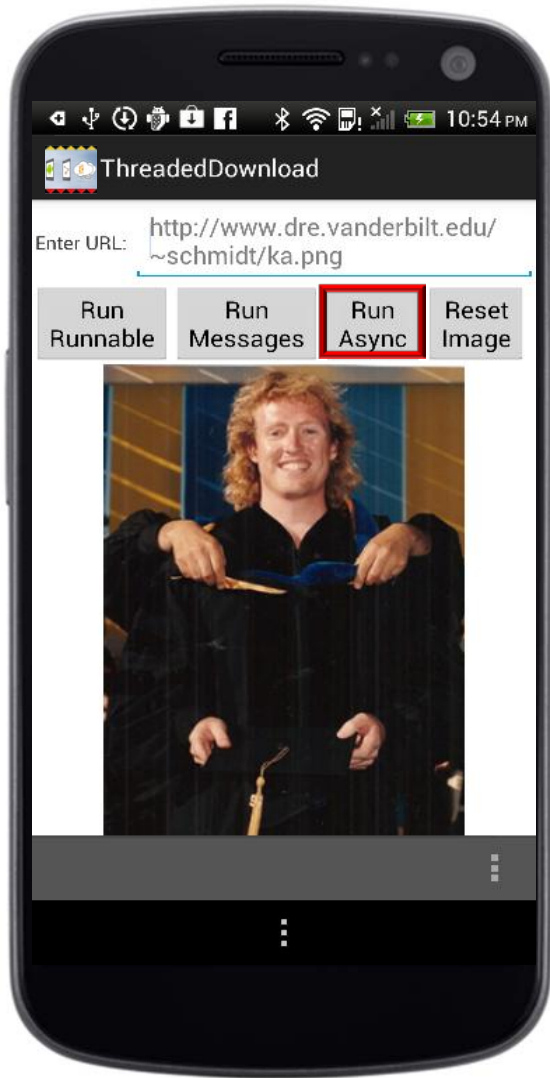 10:54 PM
ThreadedDownload
Enter URL:
http://www.dre.vanderbilt.edu/
~schmidt/ka.png
Run
Runnable
Run
Messages
Run
Async
Reset
Image